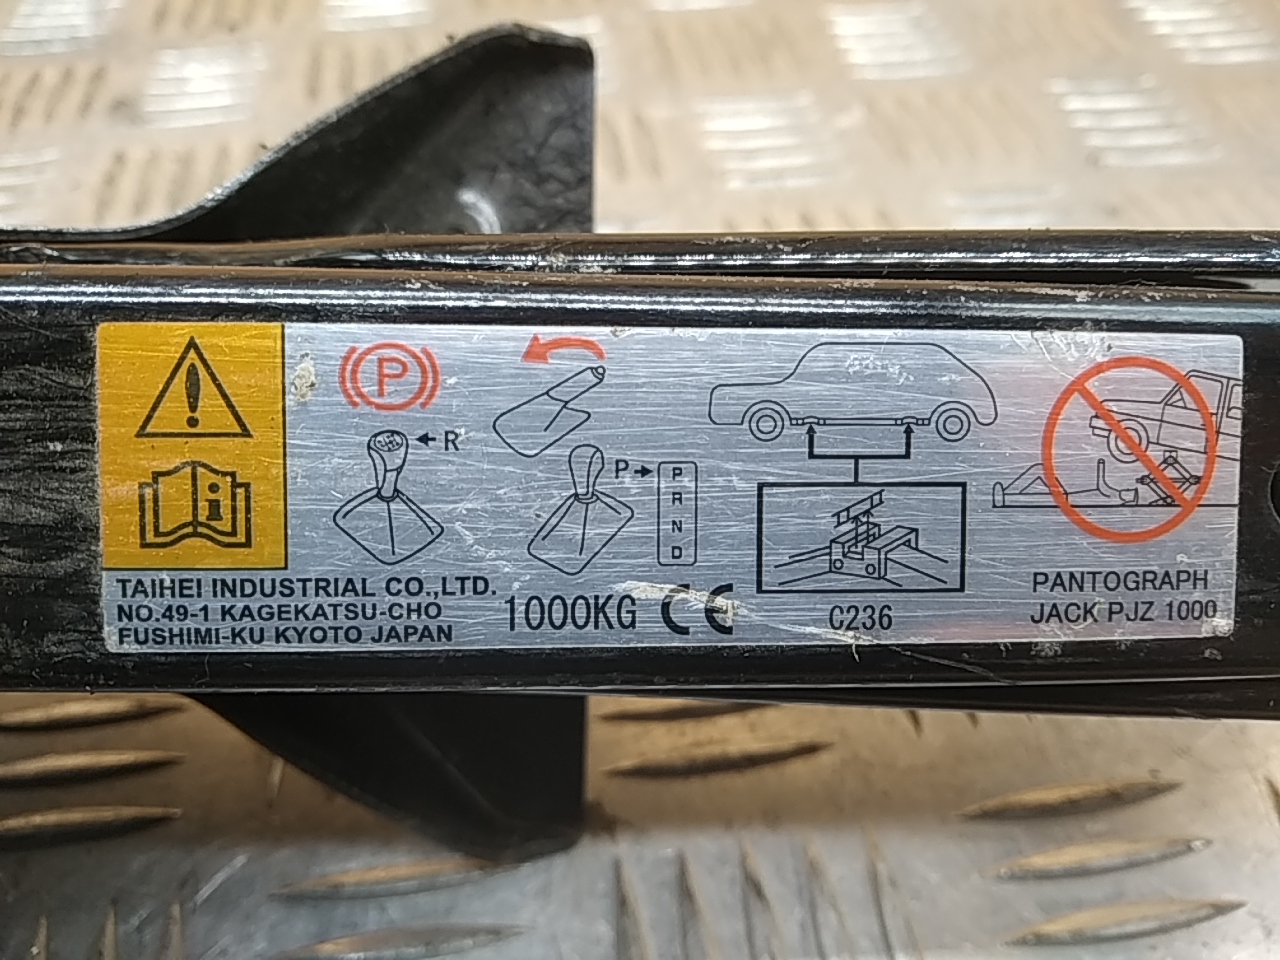 P
R
P
P
R
N
D
TAIHEI INDUSTRIAL CO.,LTD.
NO.49-1 KAGEKATSU-CHO
FUSHIMI-KU KYOTO JAPAN
1000KG CE
C236
PANTOGRAPH
JACK PJZ 1000